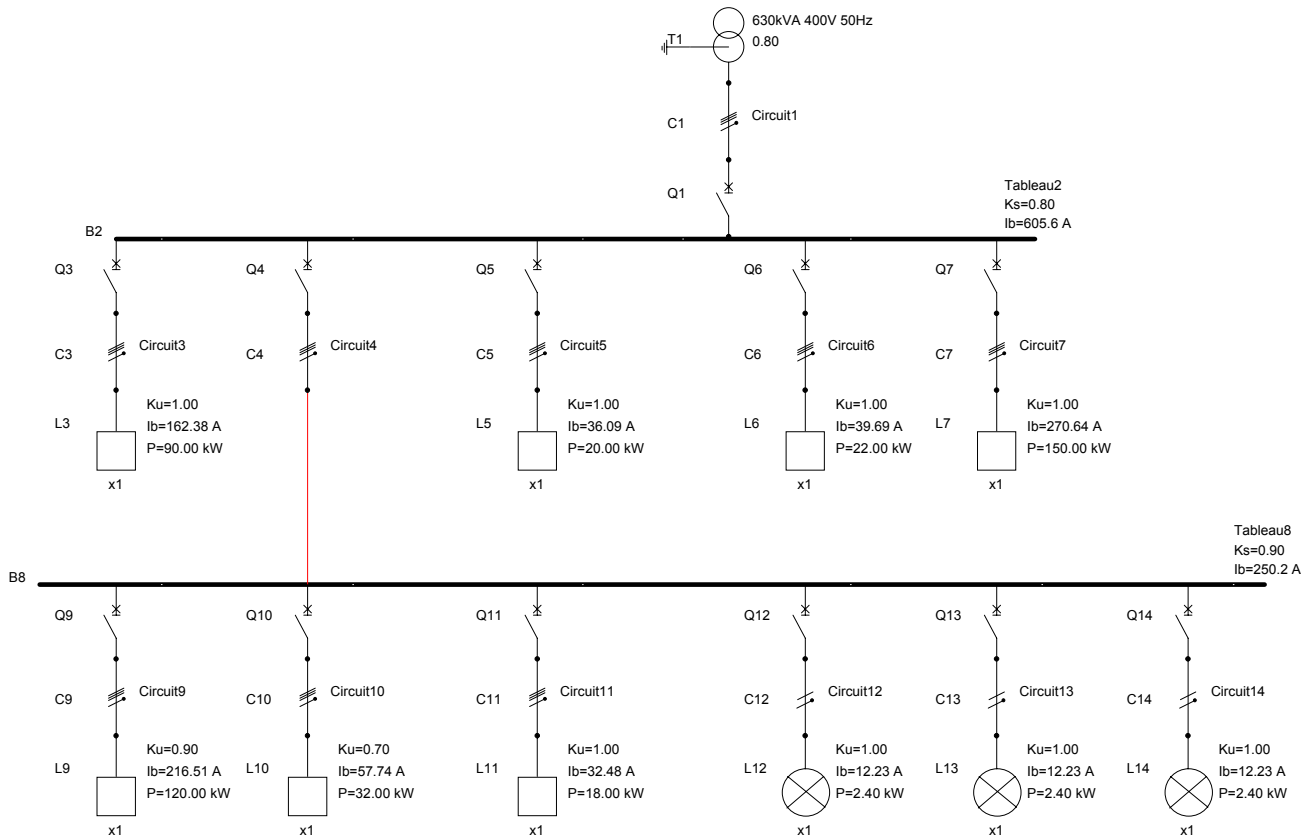 630kVA 400V 50Hz
T1
0.80
C1
Circuit1
Q1
Tableau2
Ks=0.80
Ib=605.6 A
B2
Q3
Q4
Q5
Q6
Q7
C3
Circuit3
C4
Circuit4
C5
Circuit5
C6
Circuit6
C7
Circuit7
L3
Ku=1.00
Ib=162.38 A
P=90.00 kW
x1
L5
Ku=1.00
Ib=36.09 A
P=20.00 kW
x1
L6
Ku=1.00
Ib=39.69 A
P=22.00 kW
x1
L7
Ku=1.00
Ib=270.64 A
P=150.00 kW
x1
Tableau8
Ks=0.90
Ib=250.2 A
B8
Q9
Q10
Q11
Q12
Q13
Q14
C9
Circuit9
C10
Circuit10
C11
Circuit11
C12
Circuit12
C13
Circuit13
C14
Circuit14
L9
Ku=0.90
Ib=216.51 A
P=120.00 kW
x1
L10
Ku=0.70
Ib=57.74 A
P=32.00 kW
x1
L11
Ku=1.00
Ib=32.48 A
P=18.00 kW
x1
L12
Ku=1.00
Ib=12.23 A
P=2.40 kW
x1
L13
Ku=1.00
Ib=12.23 A
P=2.40 kW
x1
L14
Ku=1.00
Ib=12.23 A
P=2.40 kW
x1